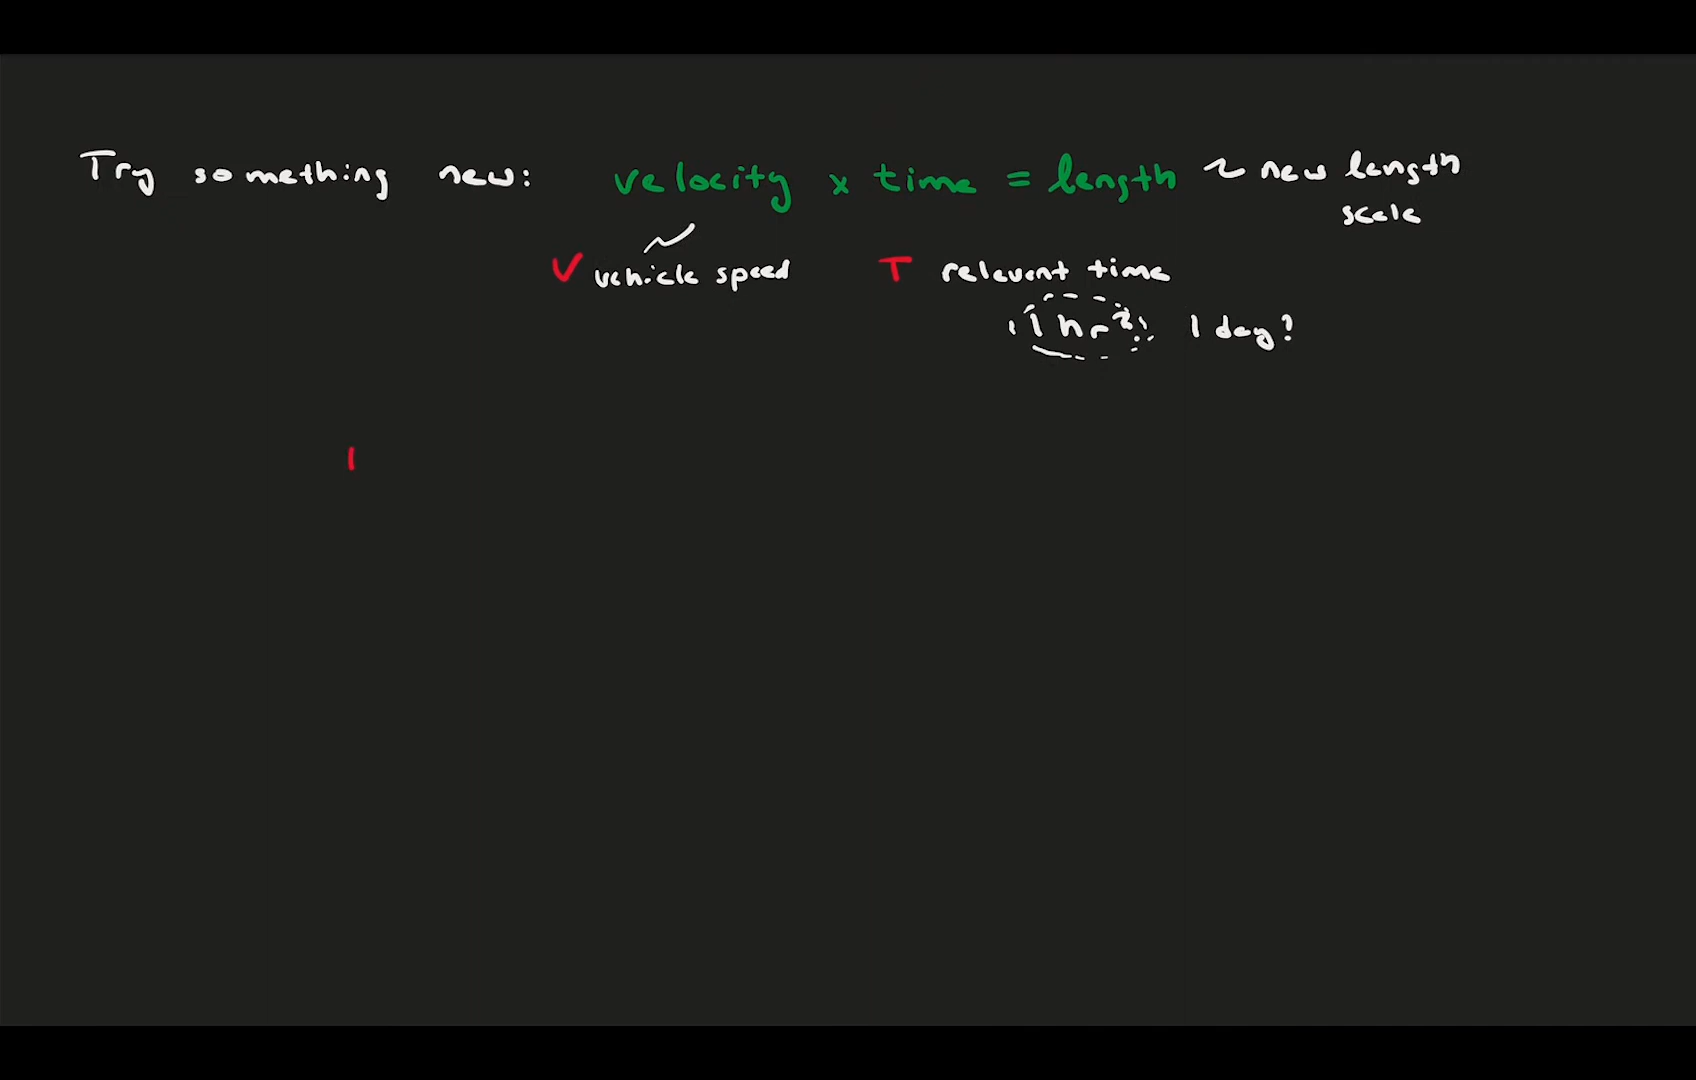 Try something new: velocity x time = length ~ new length
scale
V vehicle speed T relevant time
1 hr? 1 day?